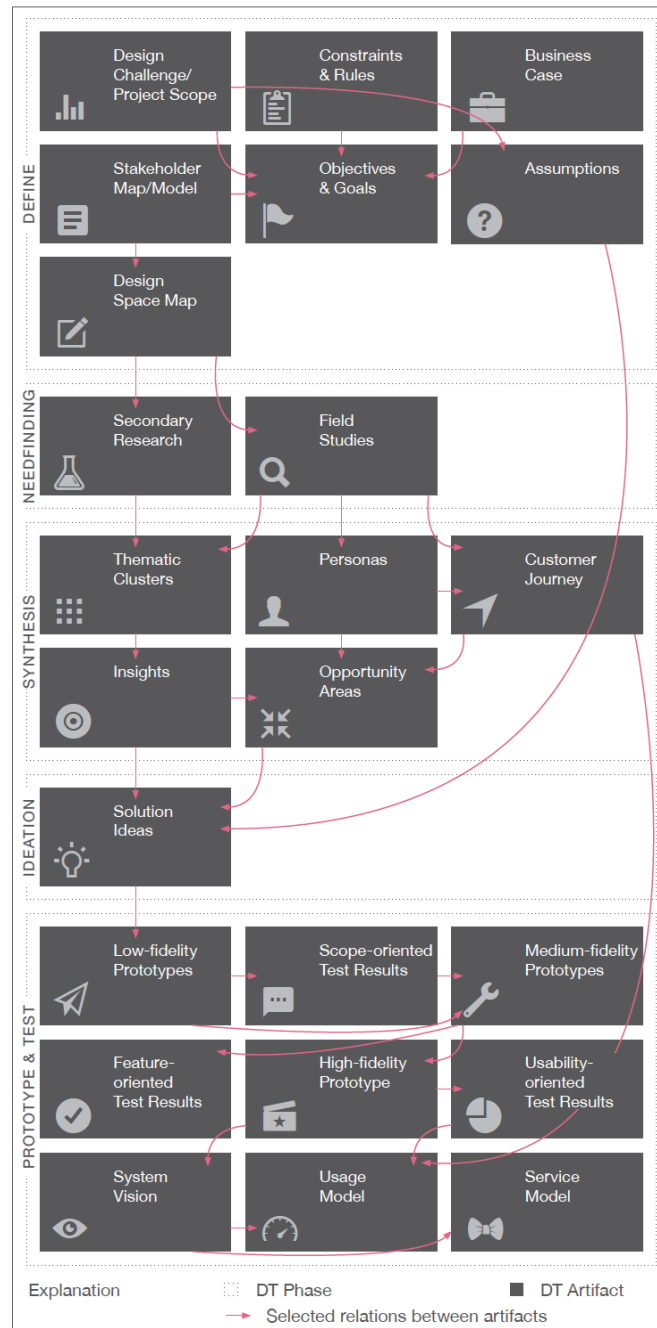 DEFINE
Design
Challenge/
Project Scope
Constraints
& Rules
Business
Case
Stakeholder
Map/Model
Objectives
& Goals
Assumptions
?
Design
Space Map
NEEDFINDING
Secondary
Research
Field
Studies
SYNTHESIS
Thematic
Clusters
Personas
Customer
Journey
Insights
Opportunity
Areas
IDEATION
Solution
Ideas
PROTOTYPE & TEST
Low-fidelity
Prototypes
Scope-oriented
Test Results
Medium-fidelity
Prototypes
Feature-
oriented
Test Results
High-fidelity
Prototype
Usability-
oriented
Test Results
System
Vision
Usage
Model
Service
Model
Explanation
DT Phase
DT Artifact
Selected relations between artifacts